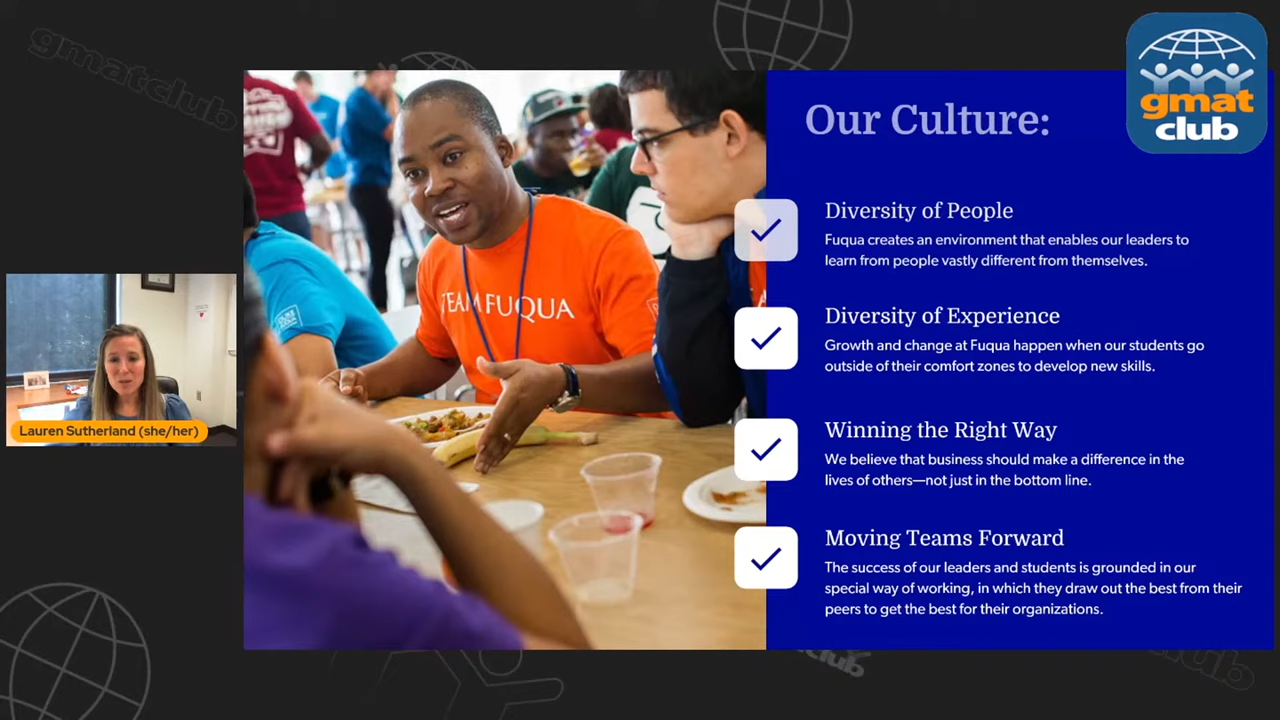 gmatclub
gmat
club
Our Culture:
Diversity of People
Fuqua creates an environment that enables our leaders to
learn from people vastly different from themselves.
Diversity of Experience
Growth and change at Fuqua happen when our students go
outside of their comfort zones to develop new skills.
Winning the Right Way
We believe that business should make a difference in the
lives of others—not just in the bottom line.
Moving Teams Forward
The success of our leaders and students is grounded in our
special way of working, in which they draw out the best from their
peers to get the best for their organizations.
TEAM FUQUA
Lauren Sutherland (she/her)
club